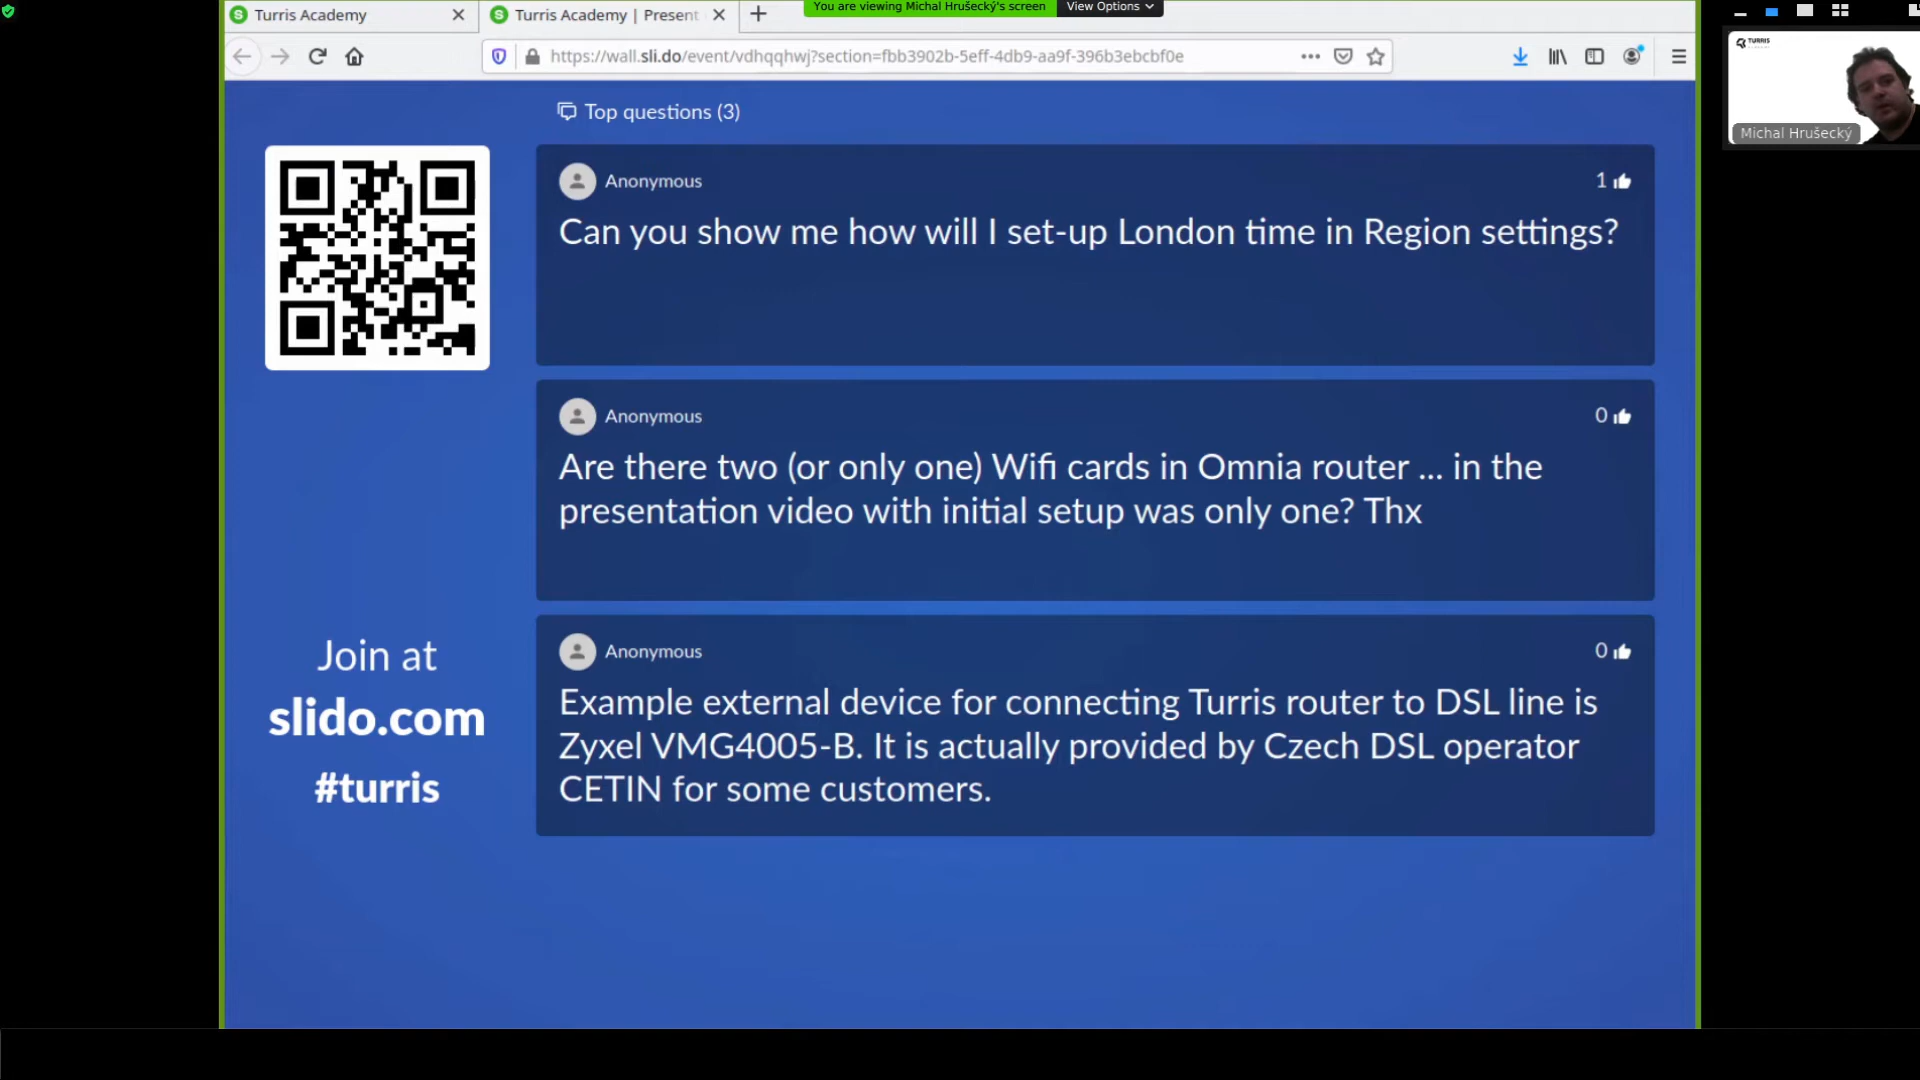 You are viewing Michal Hrušecký's screen
View Options
Turris Academy
Turris Academy | Present
https://wall.sli.do/event/vdhqqhwj?section=fbb3902b-5eff-4db9-aa9f-396b3ebcbf0e
TURRIS
Michal Hrušecký
Top questions (3)
Anonymous
1
Can you show me how will I set-up London time in Region settings?
Anonymous
0
Are there two (or only one) Wifi cards in Omnia router ... in the
presentation video with initial setup was only one? Thx
Anonymous
0
Example external device for connecting Turris router to DSL line is
Zyxel VMG4005-B. It is actually provided by Czech DSL operator
CETIN for some customers.
Join at
slido.com
#turris